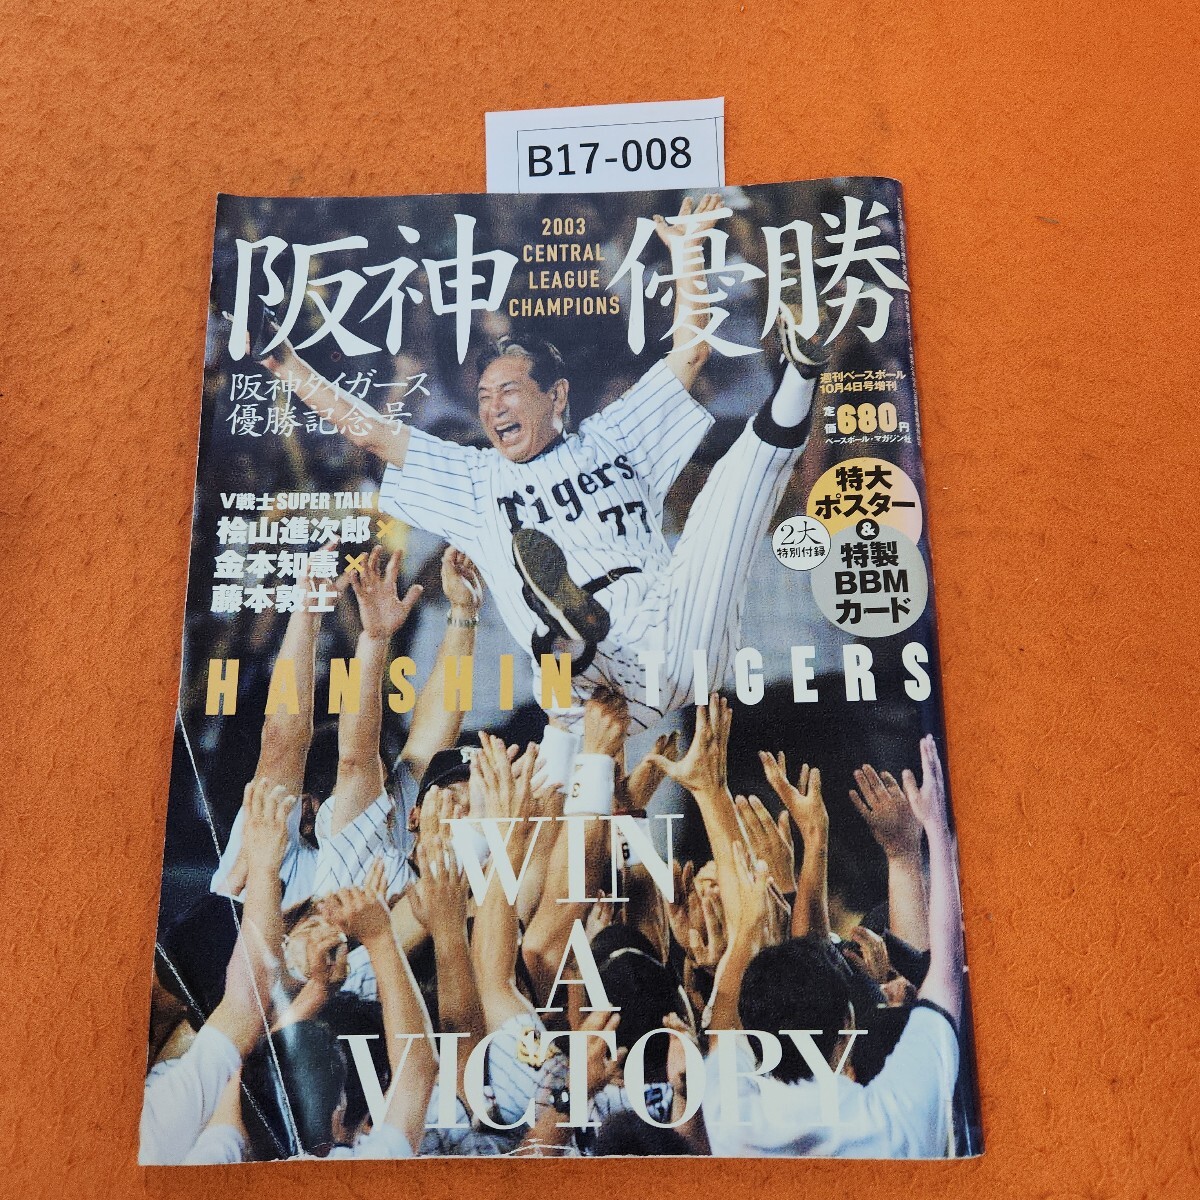 B17-008
阪神優勝
2003
CENTRAL
LEAGUE
CHAMPIONS
阪神タイガース
優勝記念号
週刊ベースボール
10月4日号増刊
定価680円
ベースボール・マガジン社
V戦士SUPER TALK
桧山進次郎×
金本知憲×
藤本敦士
2大
特別付録
特大
ポスター
&
特製
BBM
カード
Tigers
77
HANSHIN TIGERS
WIN
A
VICTORY